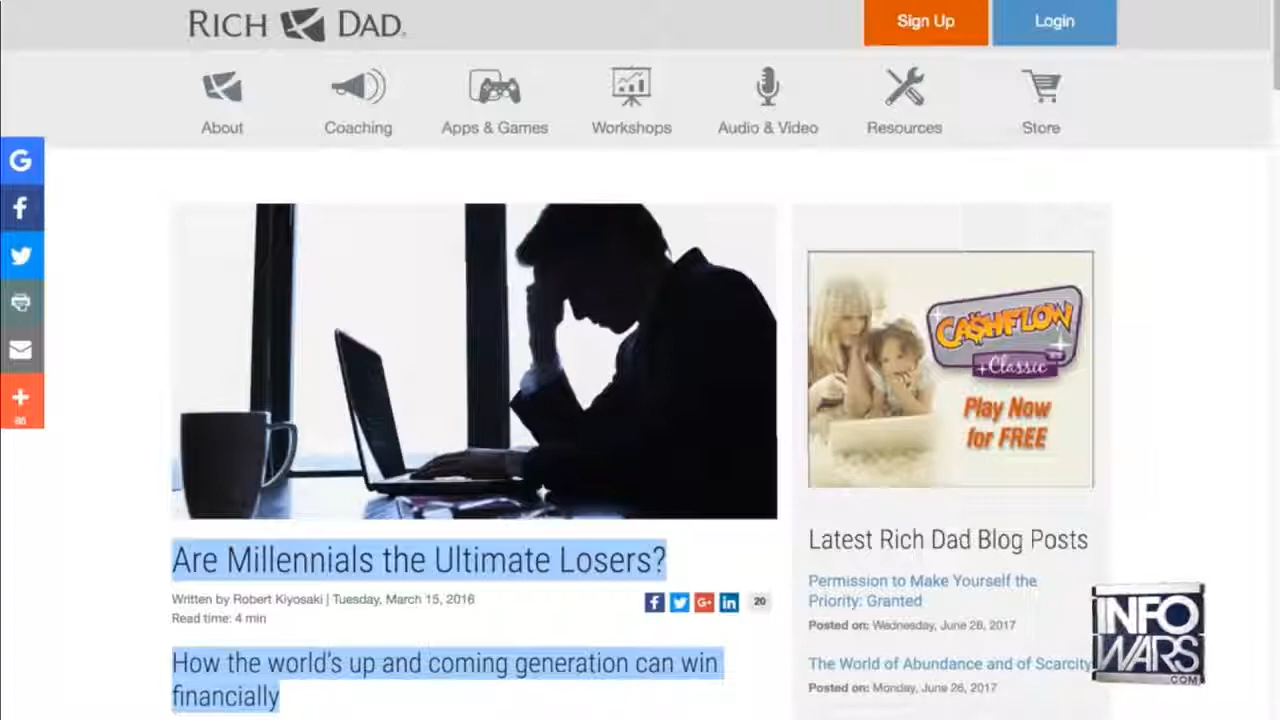 RICH DAD
Sign Up
Login
About
Coaching
Apps & Games
Workshops
Audio & Video
Resources
Store
86
CA$HFLOW
Classic
Play Now
for FREE
Are Millennials the Ultimate Losers?
Written by Robert Kiyosaki | Tuesday, March 15, 2016
20
Read time: 4 min
How the world's up and coming generation can win
financially
Latest Rich Dad Blog Posts
Permission to Make Yourself the
Priority: Granted
Posted on: Wednesday, June 28, 2017
The World of Abundance and of Scarcity
Posted on: Monday, June 26, 2017
INFO
WARS
.COM